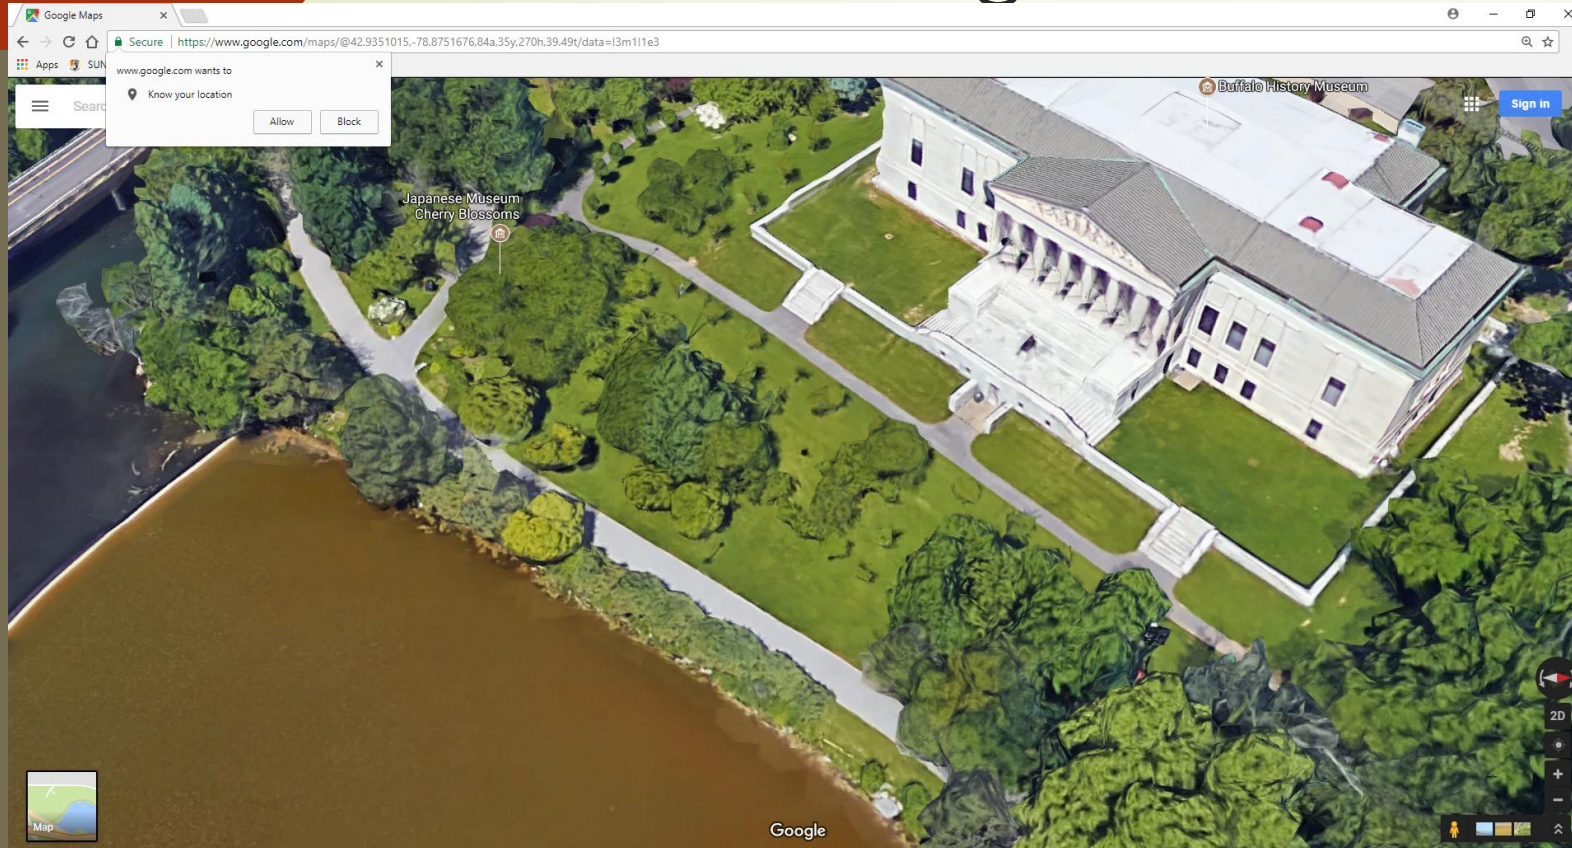 Google Maps
Secure
https://www.google.com/maps/@42.9351015,-78.8751676,84a,35y,270h,39.49t/data=!3m1!1e3
Apps
SUN
www.google.com wants to
Know your location
Allow
Block
Searc
Buffalo History Museum
Sign in
Japanese Museum
Cherry Blossoms
2D
Map
Google